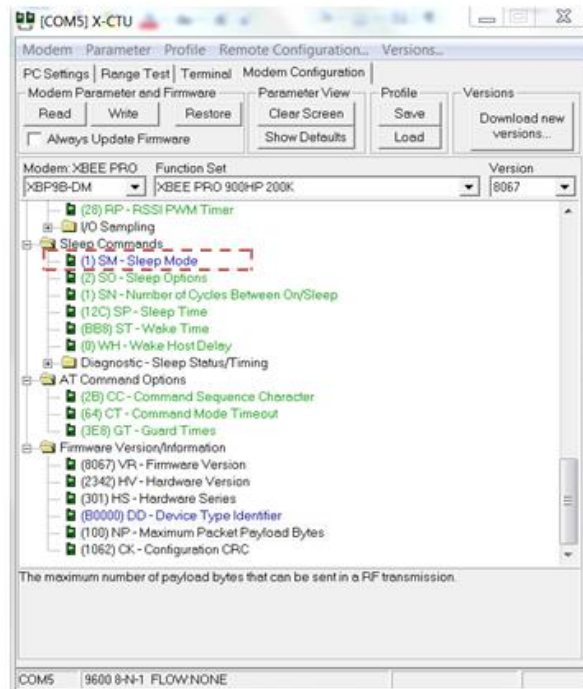 [COM5] X-CTU
Modem Parameter Profile Remote Configuration... Versions...
PC Settings Range Test Terminal Modem Configuration
Modem Parameter and Firmware Parameter View Profile Versions
Read Write Restore Clear Screen Save Download new versions...
Always Update Firmware Show Defaults Load
Modem: XBEE PRO Function Set Version
XBP9B-DM XBEE PRO 900HP 200K 8067
(28) RP - RSSI PWM Timer
I/O Sampling
Sleep Commands
(1) SM - Sleep Mode
(2) SO - Sleep Options
(1) SN - Number of Cycles Between On/Sleep
(12C) SP - Sleep Time
(BB8) ST - Wake Time
(0) WH - Wake Host Delay
Diagnostic - Sleep Status/Timing
AT Command Options
(2B) CC - Command Sequence Character
(64) CT - Command Mode Timeout
(3E8) GT - Guard Times
Firmware Version/Information
(8067) VR - Firmware Version
(2342) HV - Hardware Version
(301) HS - Hardware Series
(B0000) DD - Device Type Identifier
(100) NP - Maximum Packet Payload Bytes
(1062) CK - Configuration CRC
The maximum number of payload bytes that can be sent in a RF transmission.
COM5 9600 8-N-1 FLOW:NONE